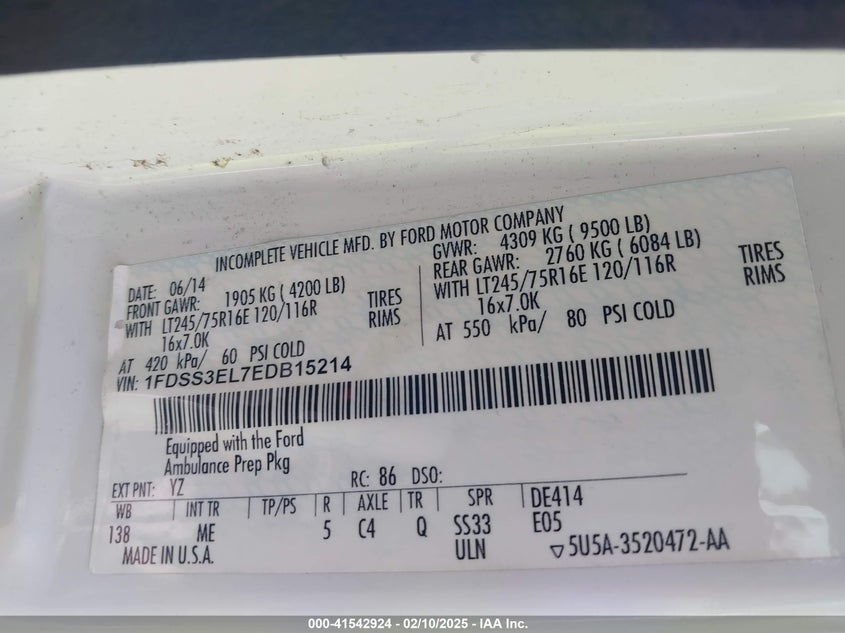 INCOMPLETE VEHICLE MFD. BY FORD MOTOR COMPANY
DATE: 06/14
FRONT GAWR: 1905 KG ( 4200 LB)
WITH LT245/75R16E 120/116R TIRES
16x7.0K RIMS
AT 420 kPa/ 60 PSI COLD
GVWR: 4309 KG ( 9500 LB)
REAR GAWR: 2760 KG ( 6084 LB)
WITH LT245/75R16E 120/116R TIRES
16x7.0K RIMS
AT 550 kPa/ 80 PSI COLD
VIN: 1FDSS3EL7EDB15214
Equipped with the Ford
Ambulance Prep Pkg
EXT PNT: YZ RC: 86 DSO:
WB INT TR TP/PS R AXLE TR SPR DE414
138 ME 5 C4 Q SS33 E05
MADE IN U.S.A. ULN ▽5U5A-3520472-AA
000-41542924 - 02/10/2025 - IAA Inc.